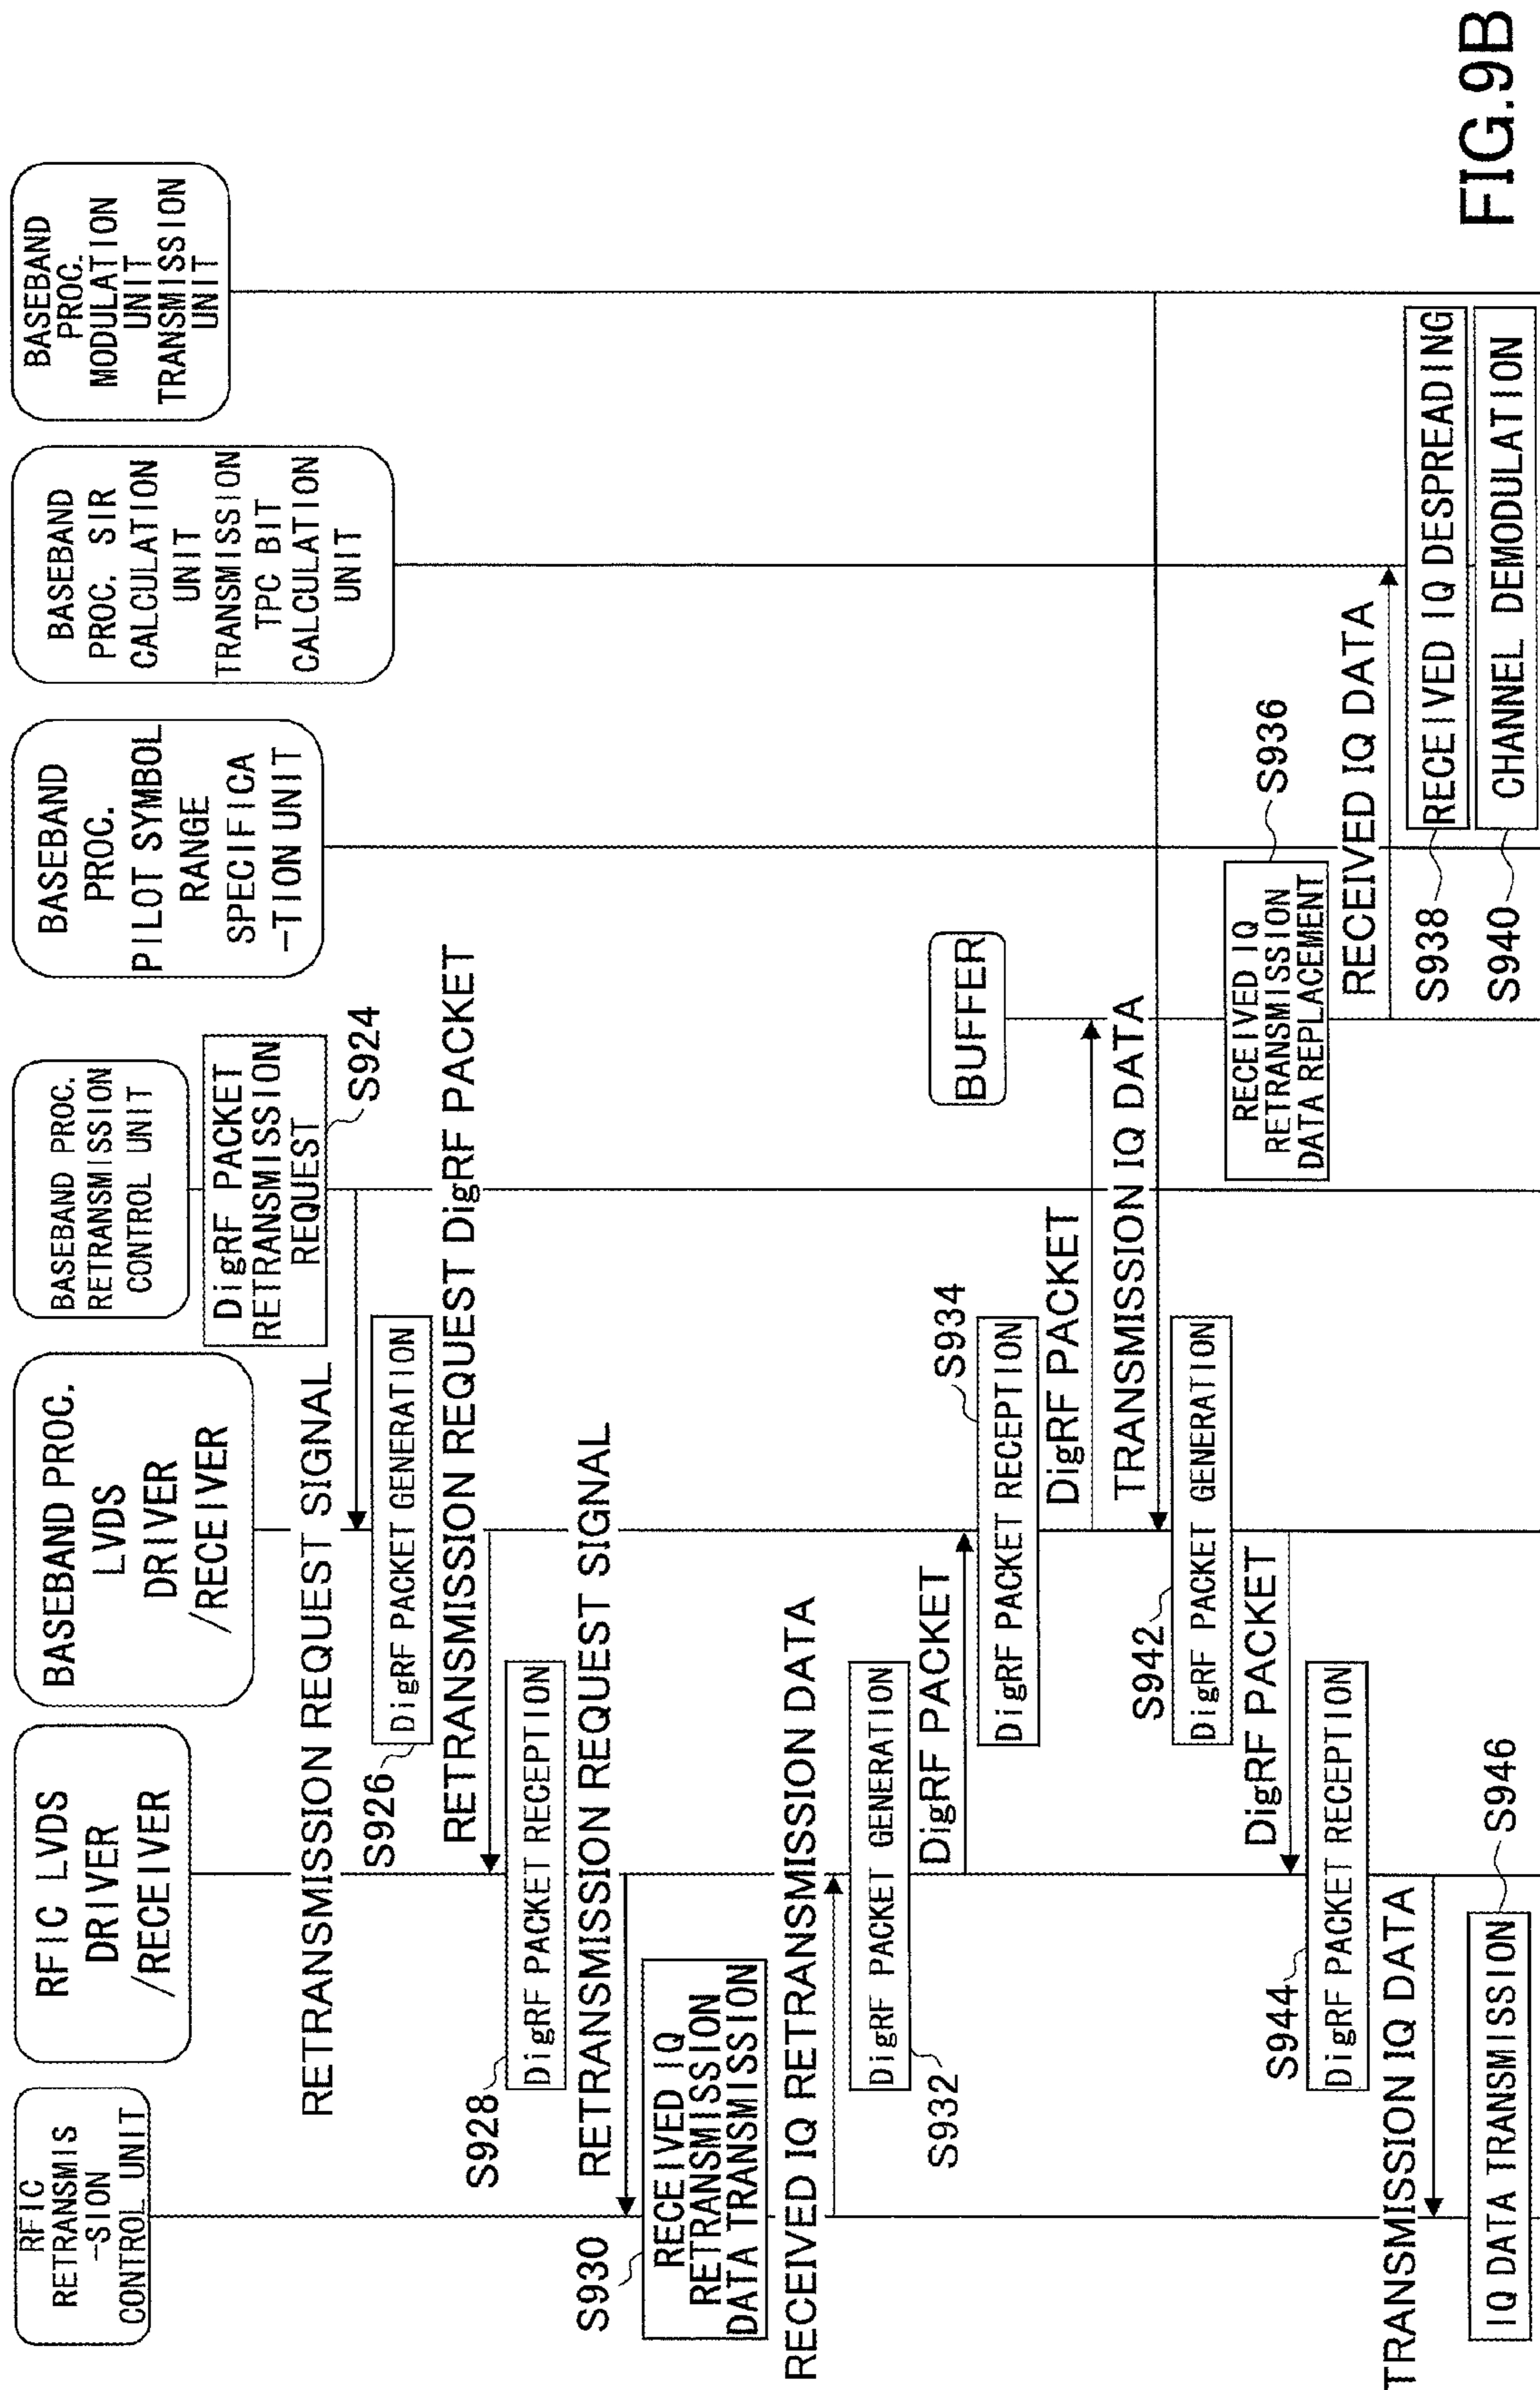 RFIC
RETRANSMIS
-SION
CONTROL UNIT
RFIC LVDS
DRIVER
/RECEIVER
BASEBAND PROC.
LVDS
DRIVER
/RECEIVER
BASEBAND PROC.
RETRANSMISSION
CONTROL UNIT
BASEBAND
PROC.
PILOT SYMBOL
RANGE
SPECIFICA
-TION UNIT
BASEBAND
PROC. SIR
CALCULATION
UNIT
TRANSMISSION
TPC BIT
CALCULATION
UNIT
BASEBAND
PROC.
MODULATION
UNIT
TRANSMISSION
UNIT
DigRF PACKET
RETRANSMISSION
REQUEST
S924
RETRANSMISSION REQUEST SIGNAL
S926
DigRF PACKET GENERATION
RETRANSMISSION REQUEST DigRF PACKET
S928
DigRF PACKET RECEPTION
RETRANSMISSION REQUEST SIGNAL
S930
RECEIVED IQ
RETRANSMISSION
DATA TRANSMISSION
RECEIVED IQ RETRANSMISSION DATA
DigRF PACKET GENERATION
S932
DigRF PACKET
BUFFER
S934
DigRF PACKET RECEPTION
DigRF PACKET
TRANSMISSION IQ DATA
S942
DigRF PACKET GENERATION
RECEIVED IQ
RETRANSMISSION
DATA REPLACEMENT
S936
DigRF PACKET
S944
DigRF PACKET RECEPTION
RECEIVED IQ DATA
TRANSMISSION IQ DATA
S938
RECEIVED IQ DESPREADING
S940
CHANNEL DEMODULATION
IQ DATA TRANSMISSION
S946
FIG.9B